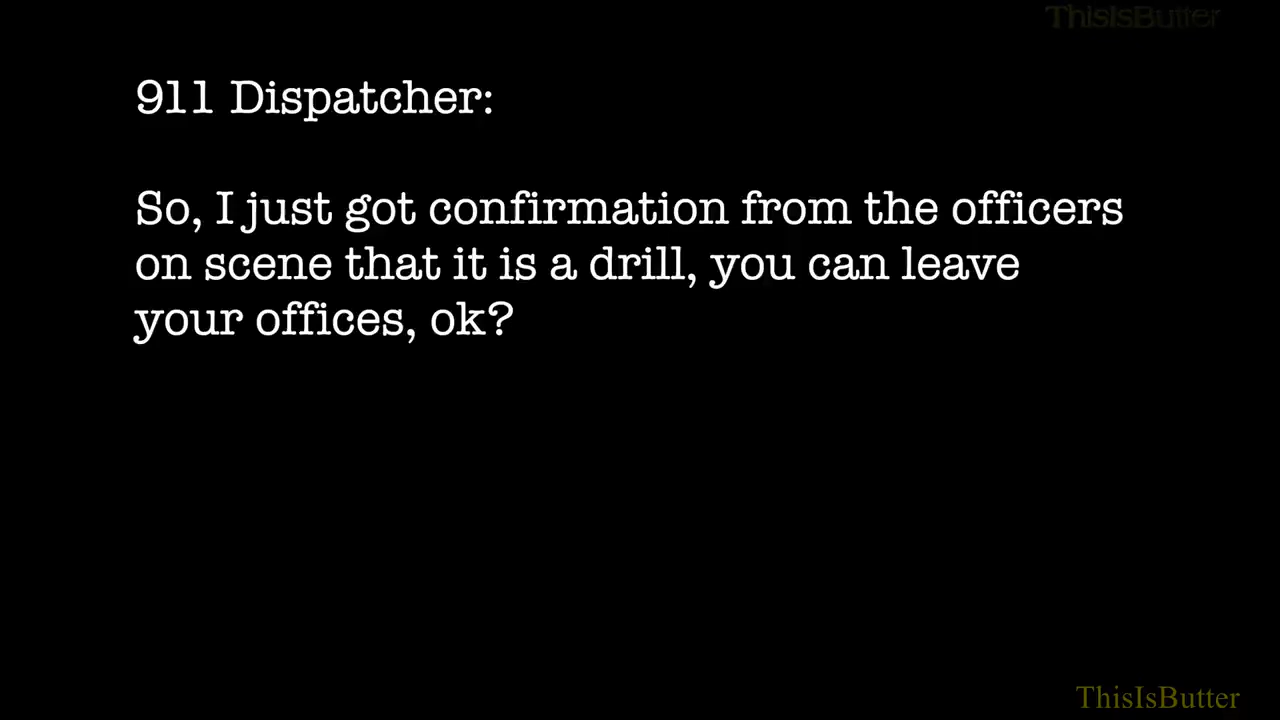 ThisIsButter
911 Dispatcher:
So, I just got confirmation from the officers
on scene that it is a drill, you can leave
your offices, ok?
ThisIsButter